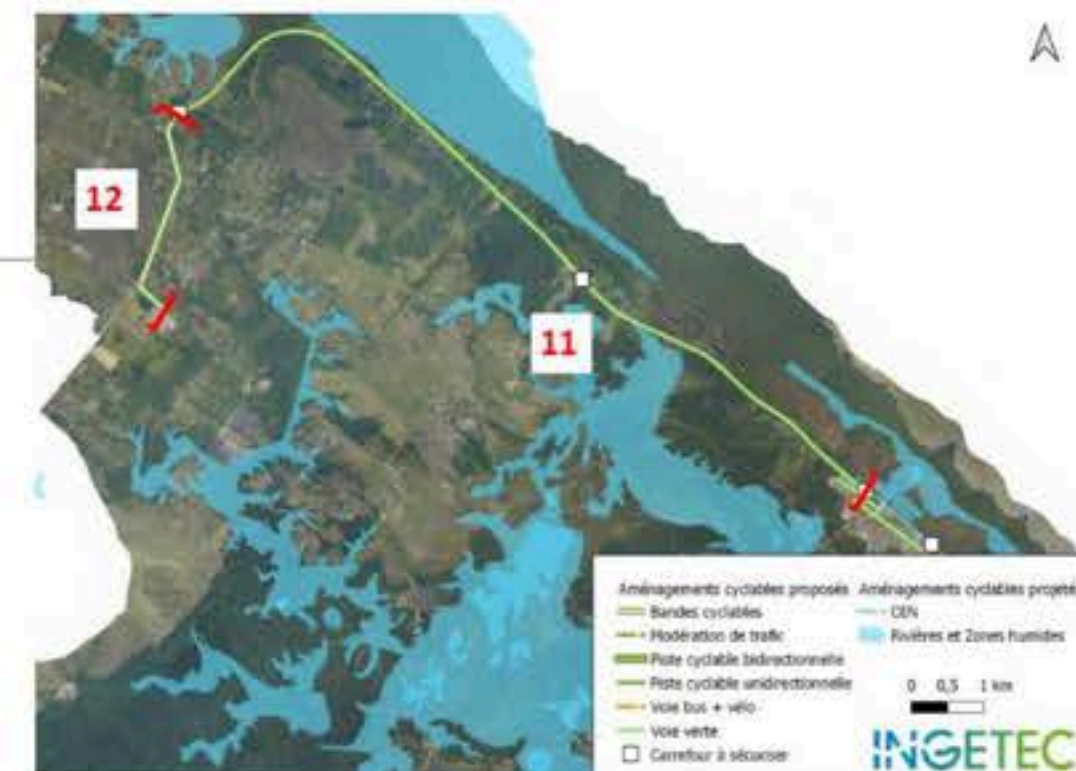 12
11
Aménagements cyclables proposés
Bandes cyclables
Modération de trafic
Piste cyclable bidirectionnelle
Piste cyclable unidirectionnelle
Voie bus + vélo
Voie verte
Carrefour à sécuriser
Aménagements cyclables projeté
Rivières et Zones humides
0 0,5 1 km
INGETEC